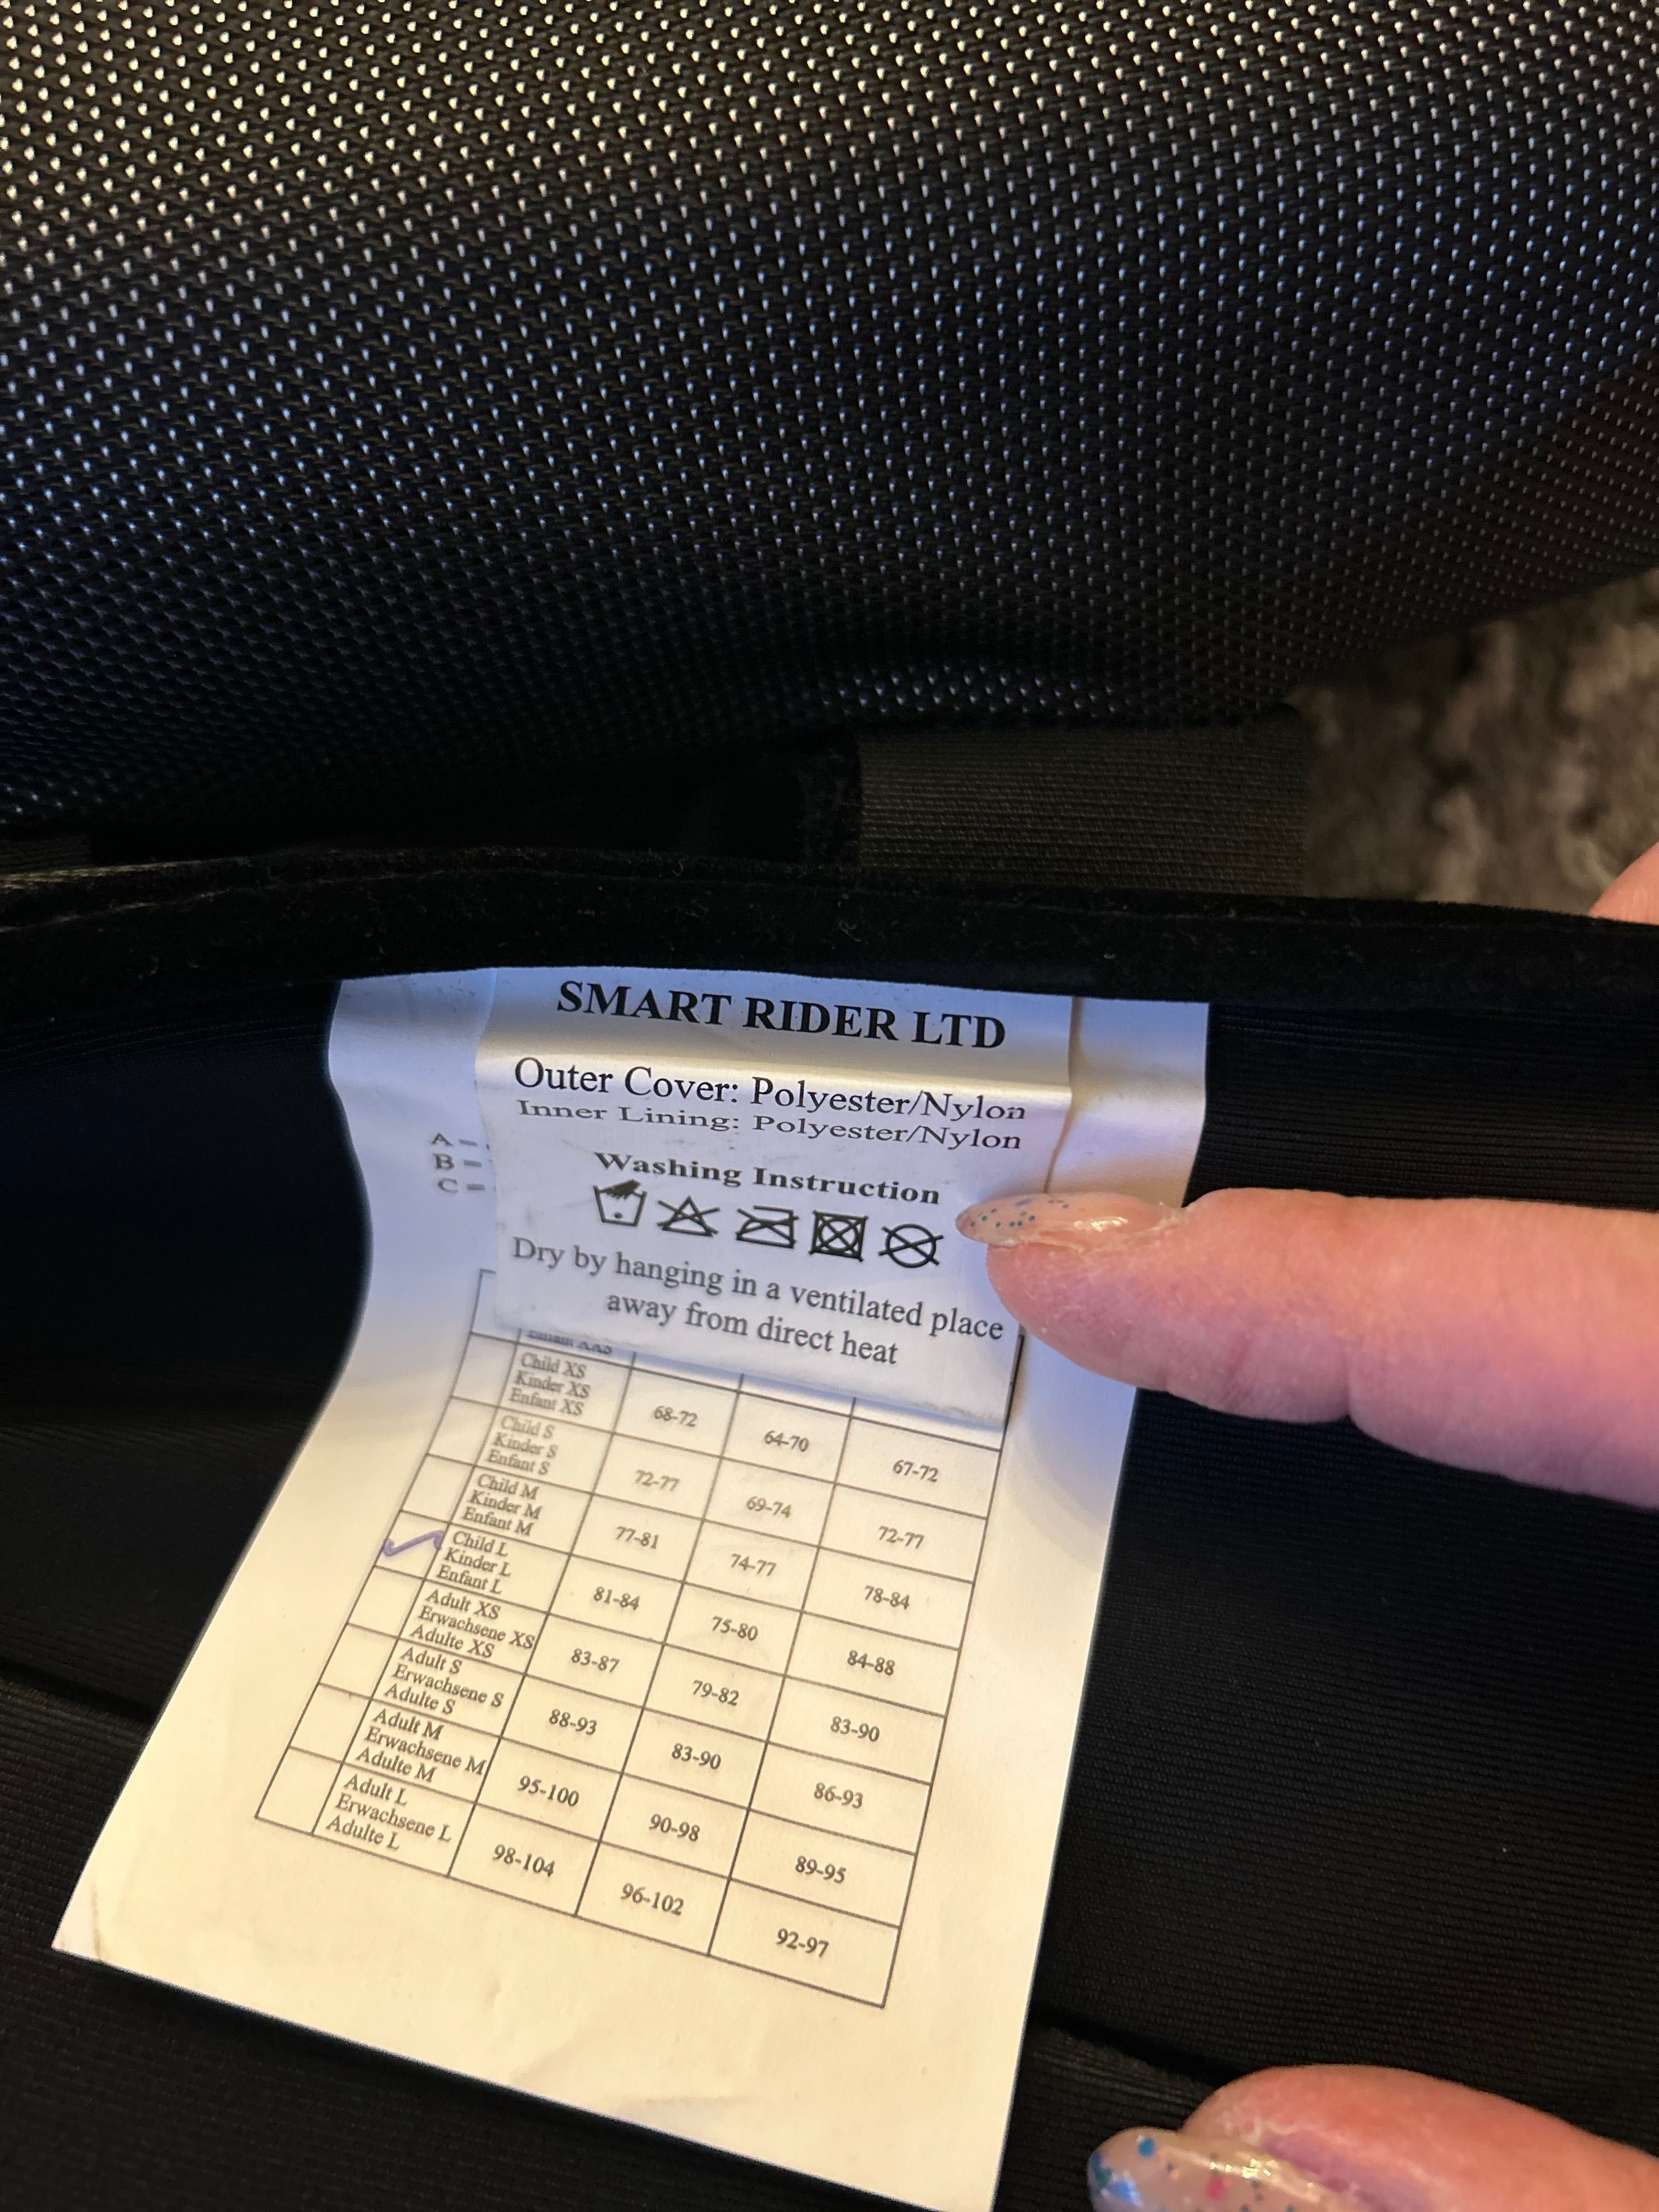 SMART RIDER LTD
Outer Cover: Polyester/Nylon
Inner Lining: Polyester/Nylon
A =
B =
C =
Washing Instruction
Dry by hanging in a ventilated place
away from direct heat
Child XS
Kinder XS
Enfant XS
68-72
64-70
67-72
Child S
Kinder S
Enfant S
72-77
69-74
72-77
Child M
Kinder M
Enfant M
77-81
74-77
78-84
Child L
Kinder L
Enfant L
81-84
75-80
84-88
Adult XS
Erwachsene XS
Adulte XS
83-87
79-82
83-90
Adult S
Erwachsene S
Adulte S
88-93
83-90
86-93
Adult M
Erwachsene M
Adulte M
95-100
90-98
89-95
Adult L
Erwachsene L
Adulte L
98-104
96-102
92-97